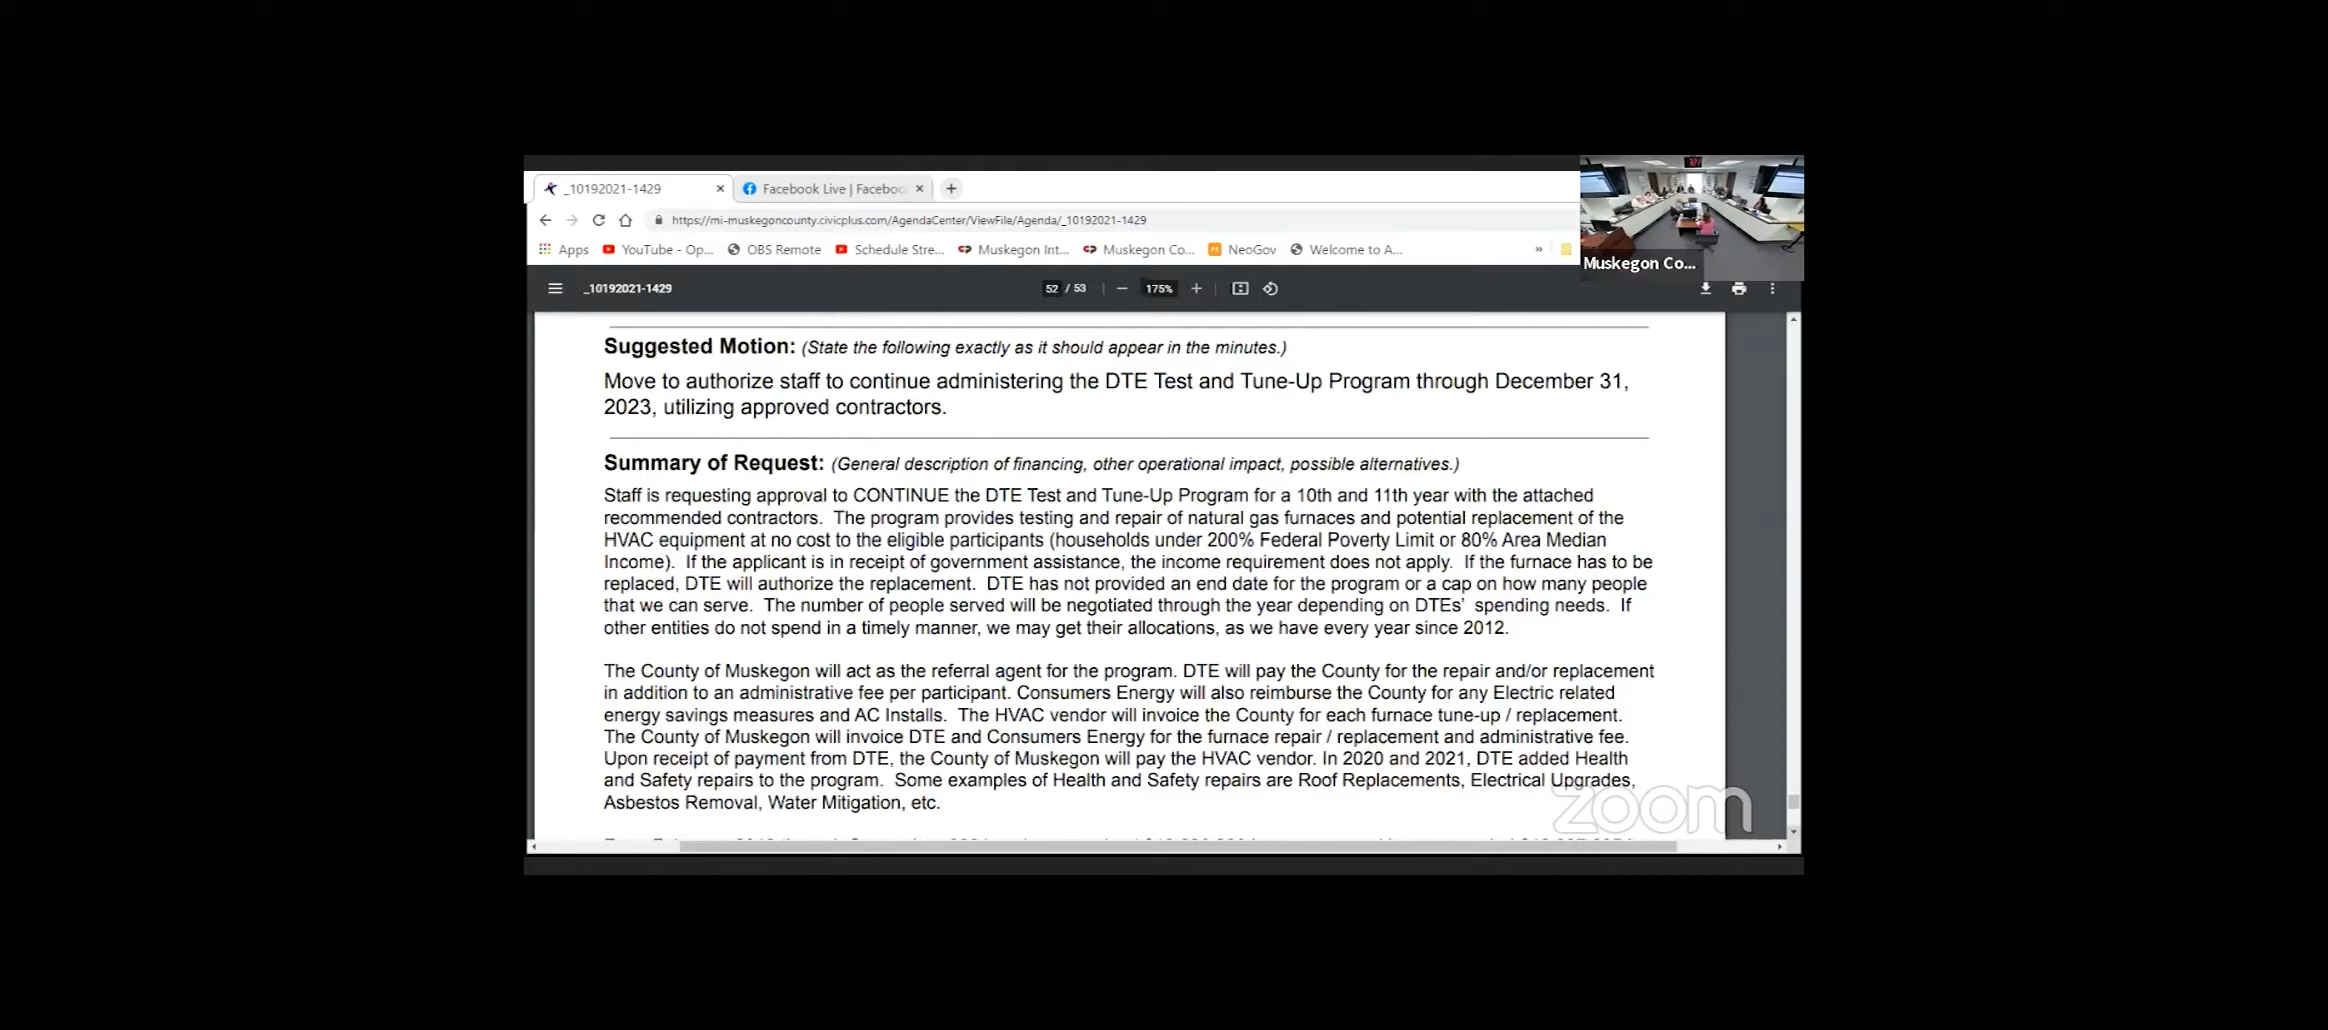 _10192021-1429
Facebook Live | Faceboo
https://mi-muskegoncounty.civicplus.com/AgendaCenter/ViewFile/Agenda/_10192021-1429
Apps YouTube - Op... OBS Remote Schedule Stre... Muskegon Int... Muskegon Co... NeoGov Welcome to A... »
Muskegon Co...
_10192021-1429 52 / 53 175%
Suggested Motion: (State the following exactly as it should appear in the minutes.)
Move to authorize staff to continue administering the DTE Test and Tune-Up Program through December 31,
2023, utilizing approved contractors.
Summary of Request: (General description of financing, other operational impact, possible alternatives.)
Staff is requesting approval to CONTINUE the DTE Test and Tune-Up Program for a 10th and 11th year with the attached
recommended contractors. The program provides testing and repair of natural gas furnaces and potential replacement of the
HVAC equipment at no cost to the eligible participants (households under 200% Federal Poverty Limit or 80% Area Median
Income). If the applicant is in receipt of government assistance, the income requirement does not apply. If the furnace has to be
replaced, DTE will authorize the replacement. DTE has not provided an end date for the program or a cap on how many people
that we can serve. The number of people served will be negotiated through the year depending on DTEs' spending needs. If
other entities do not spend in a timely manner, we may get their allocations, as we have every year since 2012.
The County of Muskegon will act as the referral agent for the program. DTE will pay the County for the repair and/or replacement
in addition to an administrative fee per participant. Consumers Energy will also reimburse the County for any Electric related
energy savings measures and AC Installs. The HVAC vendor will invoice the County for each furnace tune-up / replacement.
The County of Muskegon will invoice DTE and Consumers Energy for the furnace repair / replacement and administrative fee.
Upon receipt of payment from DTE, the County of Muskegon will pay the HVAC vendor. In 2020 and 2021, DTE added Health
and Safety repairs to the program. Some examples of Health and Safety repairs are Roof Replacements, Electrical Upgrades,
Asbestos Removal, Water Mitigation, etc.
zoom